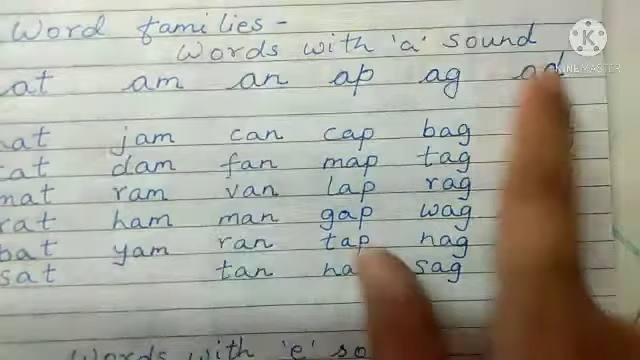 Word families -
Words with 'a' sound
at am an ap ag
KINEMASTER
at jam can cap bag
at dam fan map tag
mat ram van lap rag
rat ham man gap wag
bat yam ran tap nag
sat tan sag
Words with 'e' so